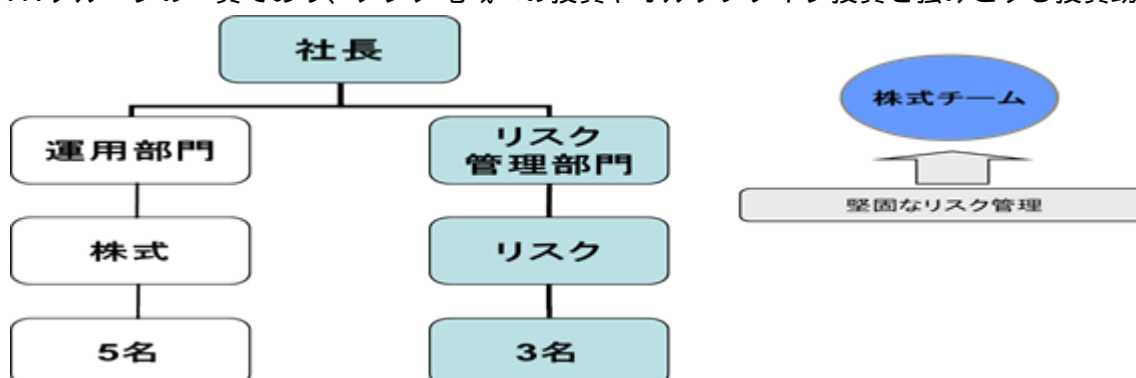 社長
運用部門
リスク
管理部門
株式
リスク
5名
3名
株式チーム
堅固なリスク管理